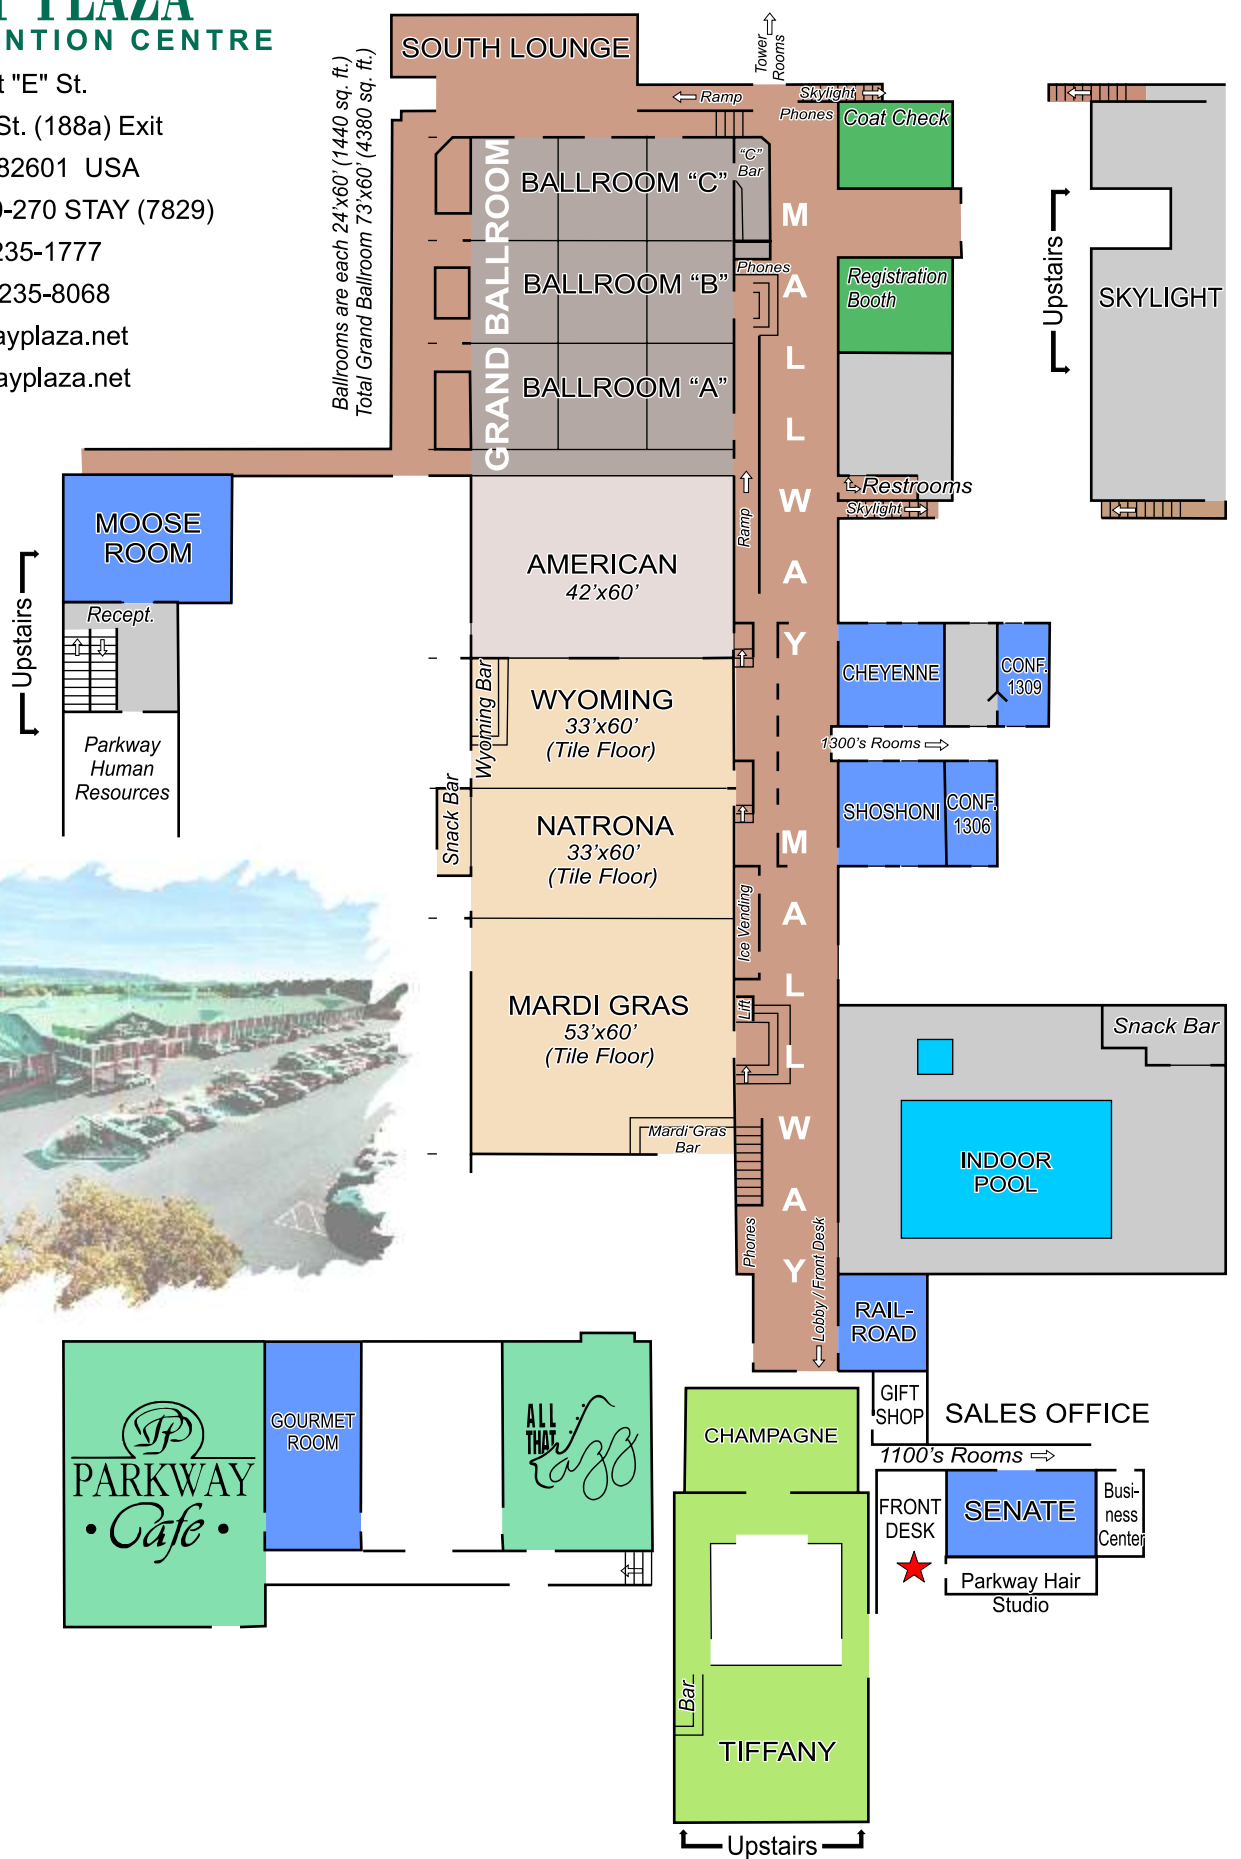 PLAZA
NTION CENTRE
t "E" St.
St. (188a) Exit
82601 USA
-270 STAY (7829)
235-1777
235-8068
ayplaza.net
ayplaza.net
Ballrooms are each 24'x60' (1440 sq. ft.)
Total Grand Ballroom 73'x60' (4380 sq. ft.)
SOUTH LOUNGE
Tower
Rooms
Ramp
Skylight
Phones
Coat Check
"C"
Bar
GRAND BALLROOM
BALLROOM “C”
BALLROOM “B”
BALLROOM “A”
Phones
MALLWAY
Registration
Booth
Upstairs
SKYLIGHT
Restrooms
Skylight
Ramp
MOOSE
ROOM
Recept.
Upstairs
Parkway
Human
Resources
AMERICAN
42’x60’
WYOMING
33’x60’
(Tile Floor)
Wyoming Bar
CHEYENNE
CONF.
1309
1300's Rooms
SHOSHONI
CONF.
1306
Snack Bar
NATRONA
33’x60’
(Tile Floor)
MALLWAY
Ice Vending
Lift
MARDI GRAS
53’x60’
(Tile Floor)
Mardi Gras
Bar
Snack Bar
INDOOR
POOL
Phones
Lobby / Front Desk
RAIL-
ROAD
GIFT
SHOP
SALES OFFICE
1100's Rooms
PARKWAY
• Cafe •
GOURMET
ROOM
ALL
THAT
Jazz
CHAMPAGNE
FRONT
DESK
SENATE
Busi-
ness
Center
Parkway Hair
Studio
Bar
TIFFANY
Upstairs